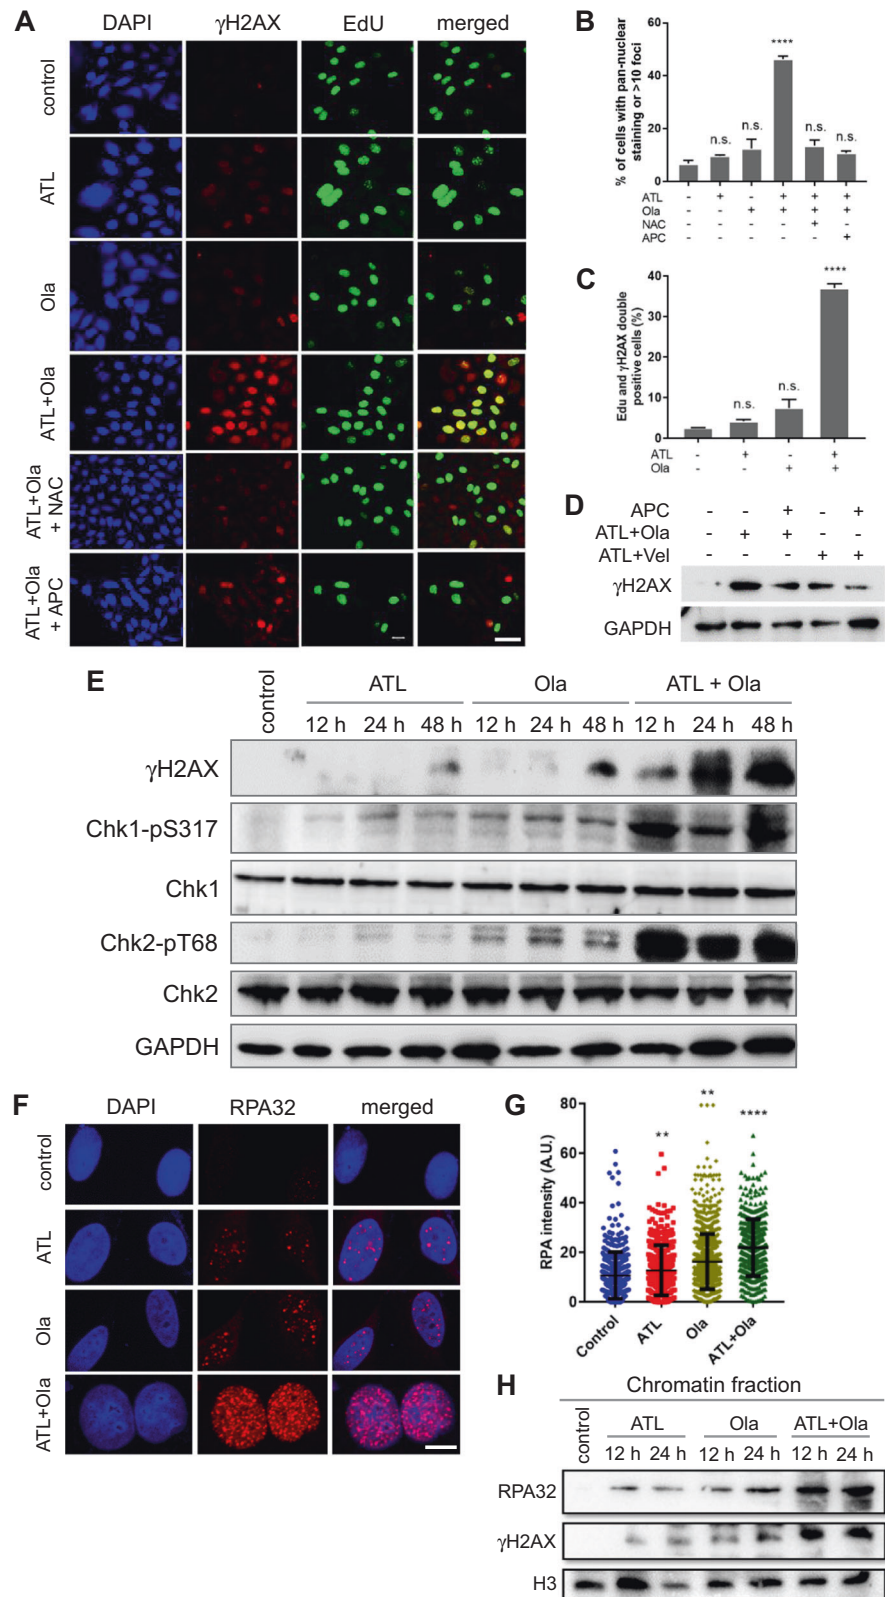 A
DAPI γH2AX EdU merged
control
ATL
Ola
ATL+Ola
ATL+Ola
+ NAC
ATL+Ola
+ APC
B
% of cells with pan-nuclear
staining or >10 foci
60
40
20
0
n.s. n.s. **** n.s. n.s.
ATL - + - + + +
Ola - - + + + +
NAC +
APC +
C
Edu and γH2AX double
positive cells (%)
40
30
20
10
0
n.s. n.s. ****
ATL - + - +
Ola - - + +
D
APC - - + - +
ATL+Ola - + + - -
ATL+Vel - - - + +
γH2AX
GAPDH
E
control ATL Ola ATL + Ola
12 h 24 h 48 h 12 h 24 h 48 h 12 h 24 h 48 h
γH2AX
Chk1-pS317
Chk1
Chk2-pT68
Chk2
GAPDH
F
DAPI RPA32 merged
control
ATL
Ola
ATL+Ola
G
RPA intensity (A.U.)
80
60
40
20
0
** ** ****
Control ATL Ola ATL+Ola
H
Chromatin fraction
control ATL Ola ATL+Ola
12 h 24 h 12 h 24 h 12 h 24 h
RPA32
γH2AX
H3